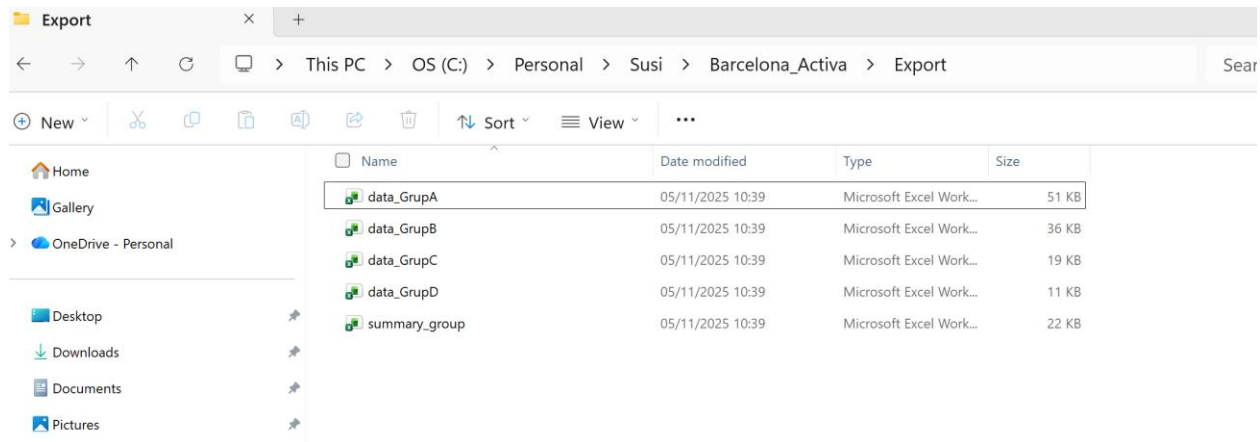 Export
This PC > OS (C:) > Personal > Susi > Barcelona_Activa > Export
New Sort View ...
Name Date modified Type Size
data_GrupA 05/11/2025 10:39 Microsoft Excel Work... 51 KB
data_GrupB 05/11/2025 10:39 Microsoft Excel Work... 36 KB
data_GrupC 05/11/2025 10:39 Microsoft Excel Work... 19 KB
data_GrupD 05/11/2025 10:39 Microsoft Excel Work... 11 KB
summary_group 05/11/2025 10:39 Microsoft Excel Work... 22 KB
Home
Gallery
OneDrive - Personal
Desktop
Downloads
Documents
Pictures